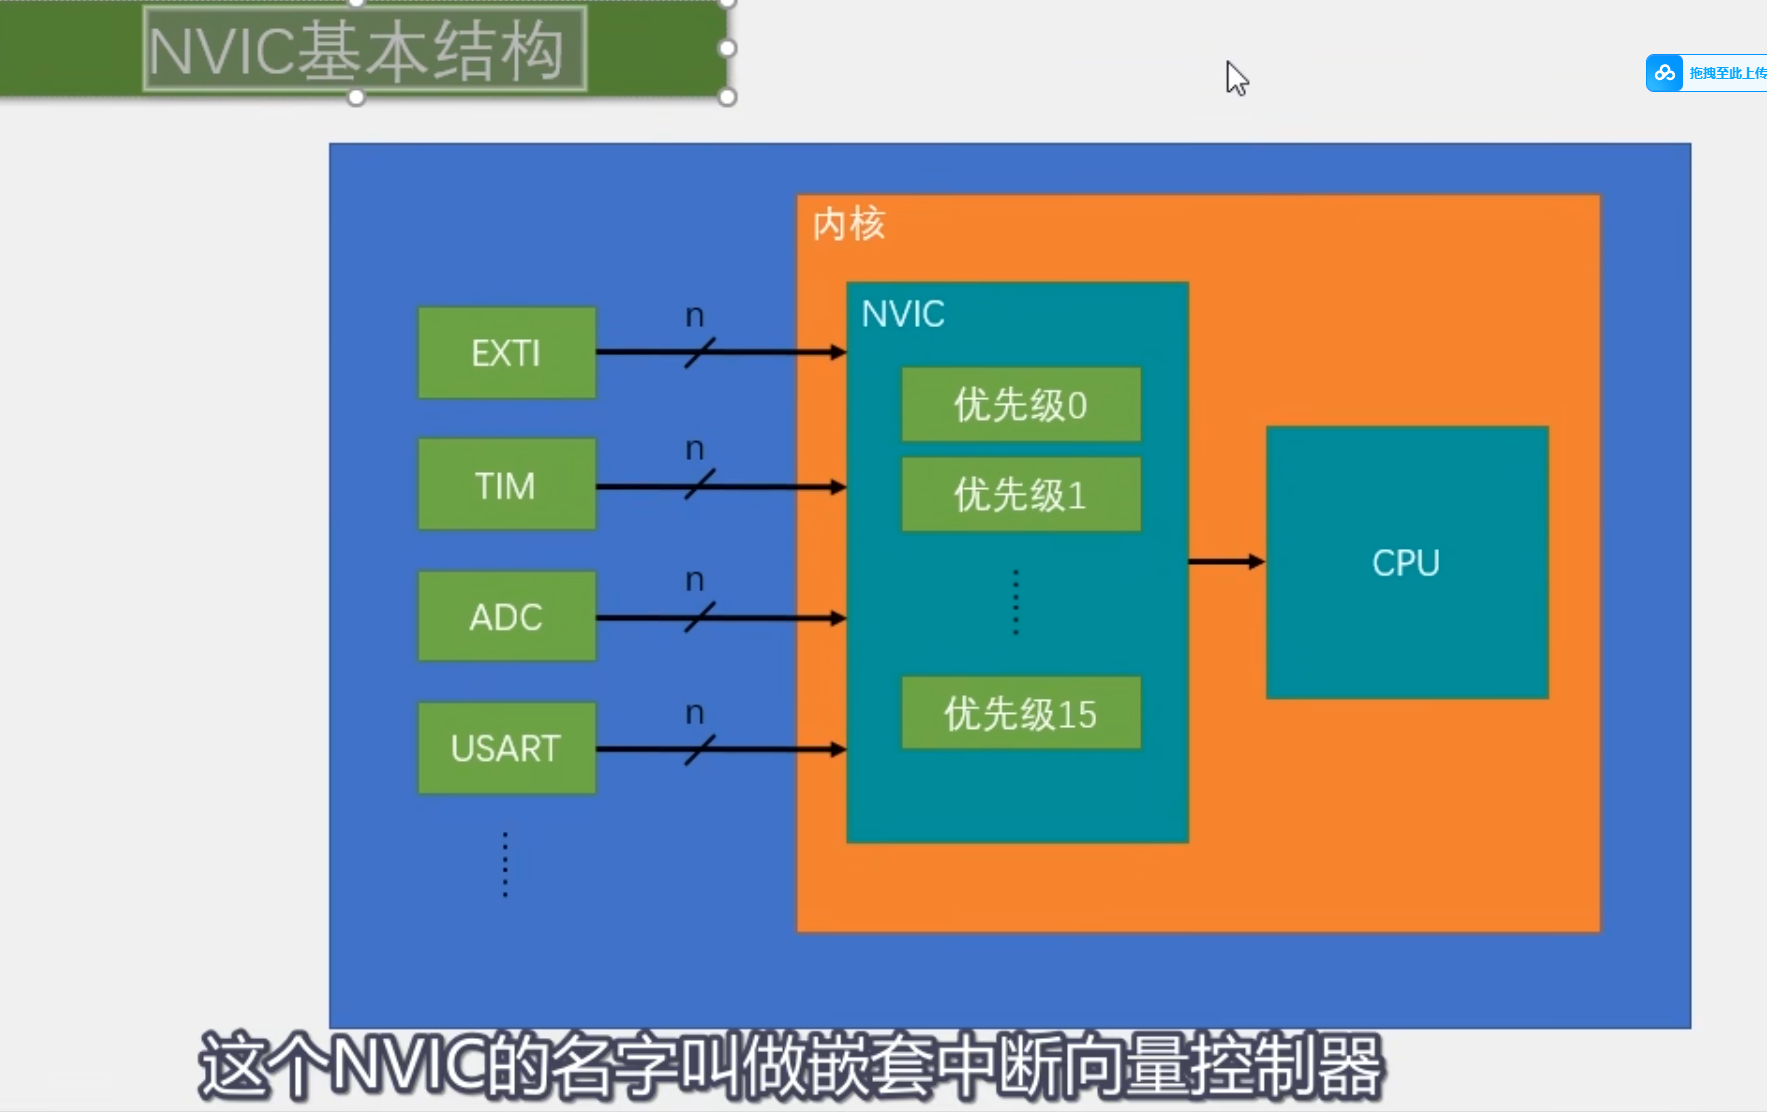 NVIC基本结构
拖拽至此上传
内核
NVIC
EXTI
n
优先级0
TIM
n
优先级1
ADC
n
CPU
USART
n
优先级15
这个NVIC的名字叫做嵌套中断向量控制器